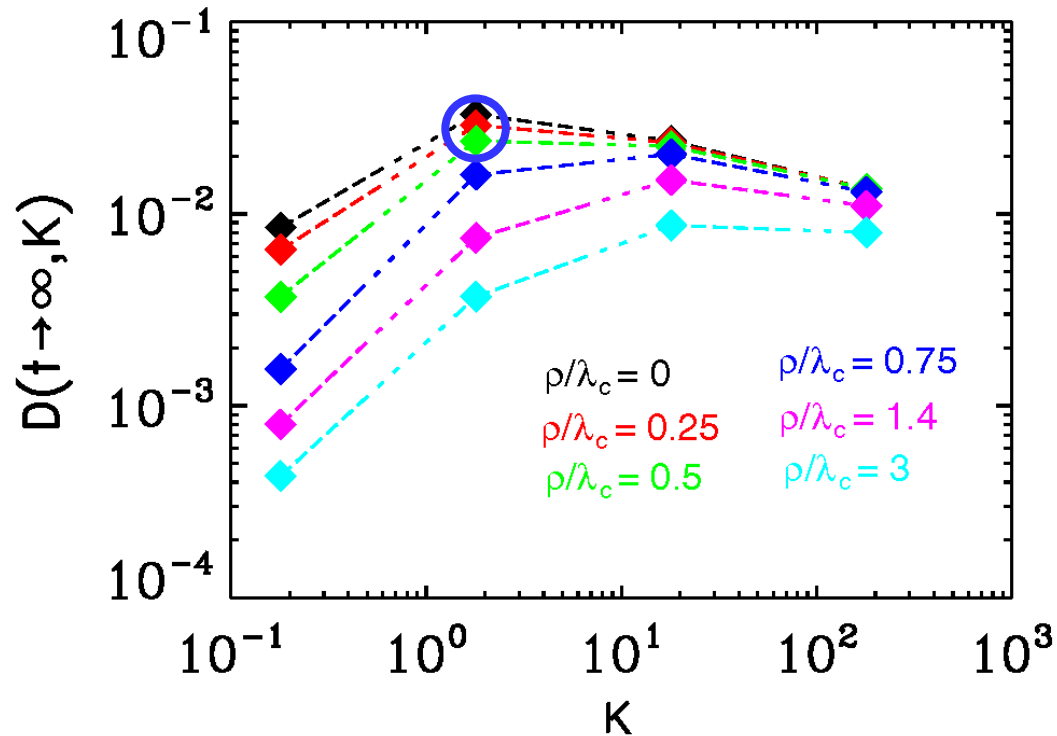 10⁻¹
10⁻²
10⁻³
10⁻⁴
D(t→∞,K)
ρ/λc = 0
ρ/λc = 0.75
ρ/λc = 0.25
ρ/λc = 1.4
ρ/λc = 0.5
ρ/λc = 3
10⁻¹ 10⁰ 10¹ 10² 10³
K